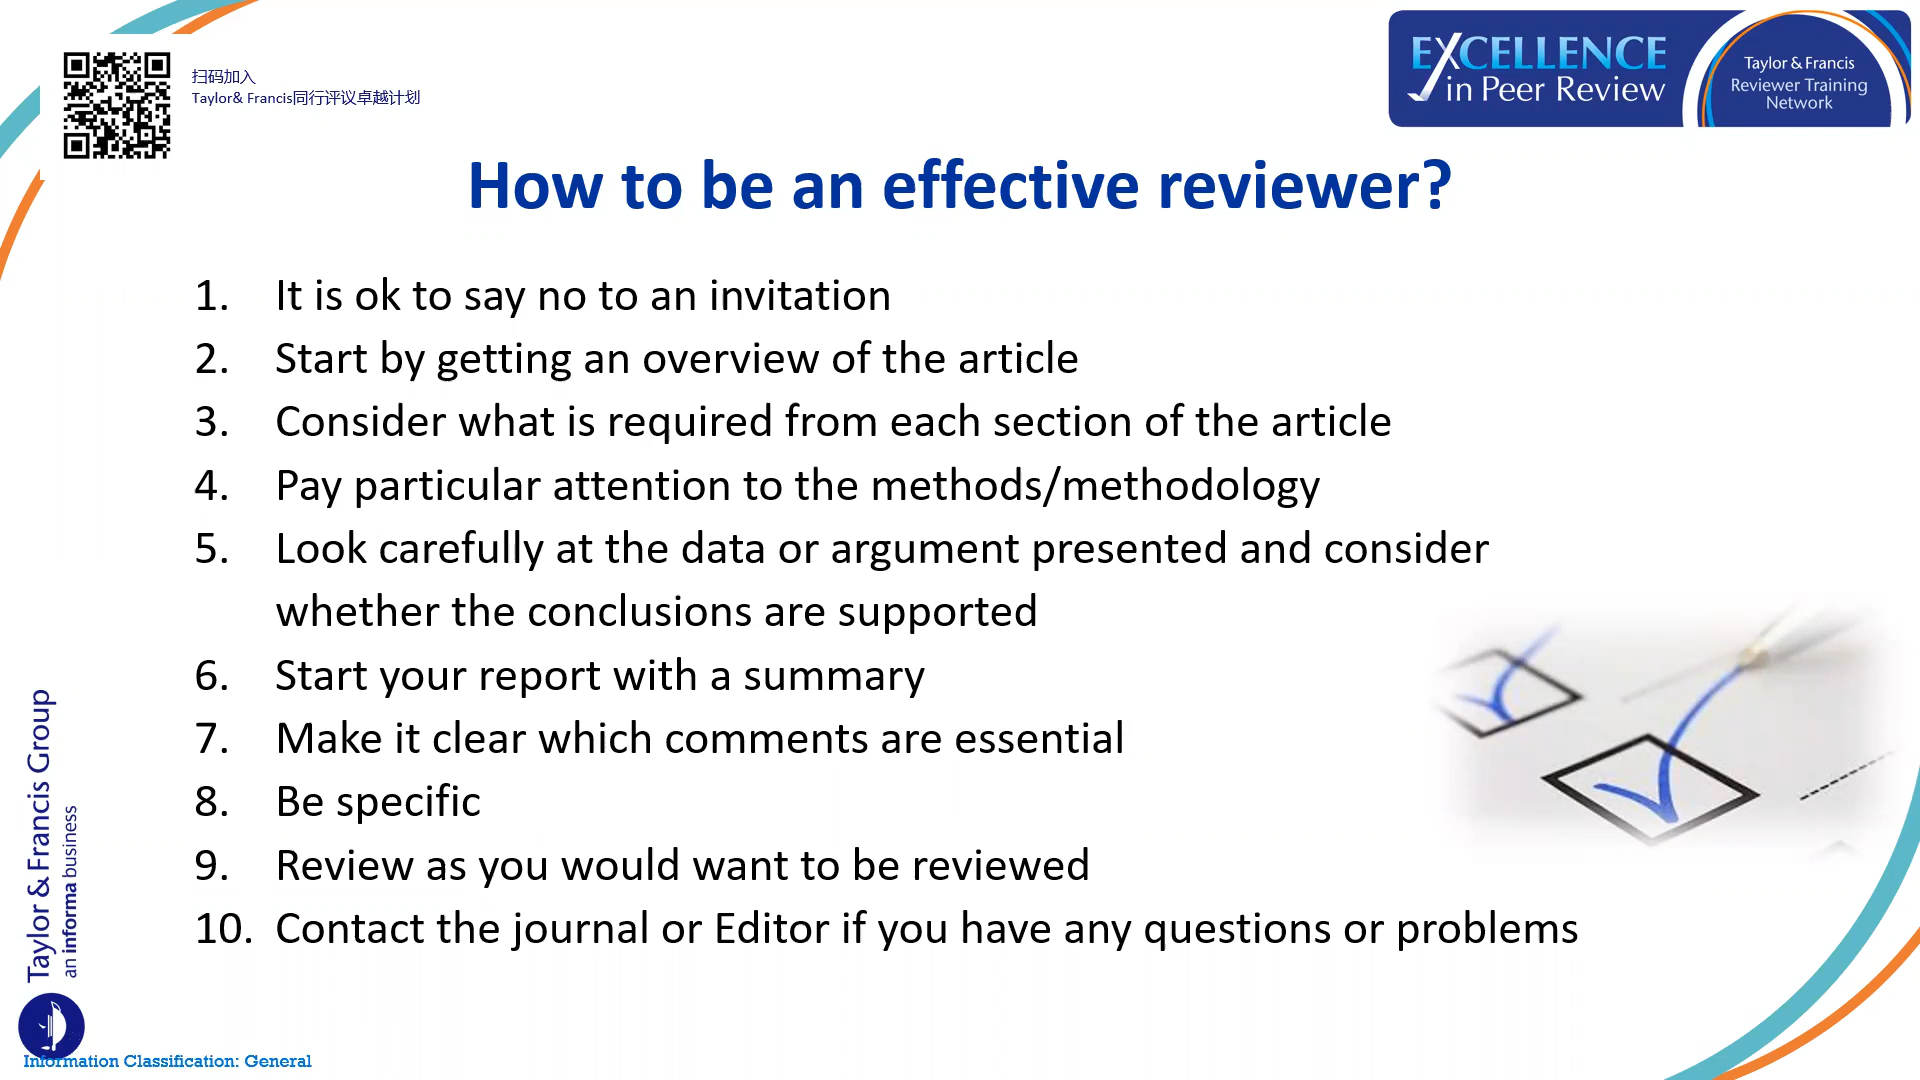 扫码加入
Taylor& Francis同行评议卓越计划
EXCELLENCE
in Peer Review
Taylor & Francis
Reviewer Training
Network
How to be an effective reviewer?
1. It is ok to say no to an invitation
2. Start by getting an overview of the article
3. Consider what is required from each section of the article
4. Pay particular attention to the methods/methodology
5. Look carefully at the data or argument presented and consider
whether the conclusions are supported
6. Start your report with a summary
7. Make it clear which comments are essential
8. Be specific
9. Review as you would want to be reviewed
10. Contact the journal or Editor if you have any questions or problems
Taylor & Francis Group
an informa business
Information Classification: General